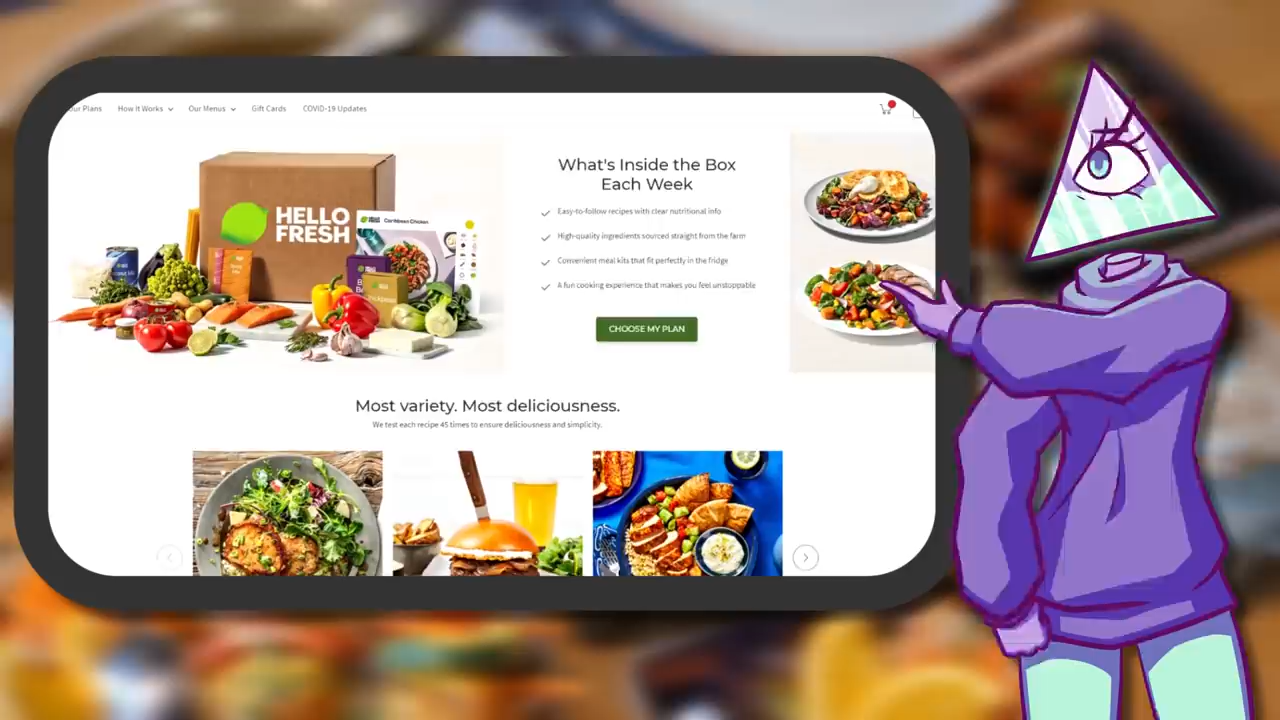 Our Plans How It Works Our Menus Gift Cards COVID-19 Updates
HELLO
FRESH
Caribbean Chicken
What's Inside the Box
Each Week
Easy-to-follow recipes with clear nutritional info
High-quality ingredients sourced straight from the farm
Convenient meal kits that fit perfectly in the fridge
A fun cooking experience that makes you feel unstoppable
CHOOSE MY PLAN
Most variety. Most deliciousness.
We test each recipe 45 times to ensure deliciousness and simplicity.